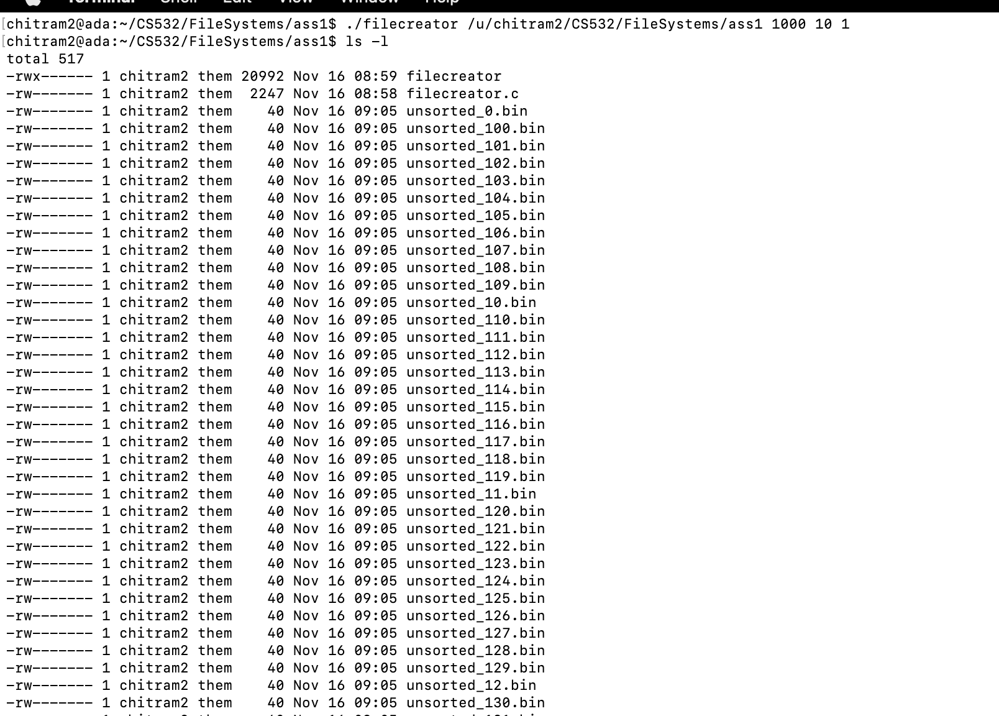 Terminal Shell Edit View Window Help
[chitram2@ada:~/CS532/FileSystems/ass1$ ./filecreator /u/chitram2/CS532/FileSystems/ass1 1000 10 1
[chitram2@ada:~/CS532/FileSystems/ass1$ ls -l
total 517
-rwx------ 1 chitram2 them 20992 Nov 16 08:59 filecreator
-rw------- 1 chitram2 them  2247 Nov 16 08:58 filecreator.c
-rw------- 1 chitram2 them    40 Nov 16 09:05 unsorted_0.bin
-rw------- 1 chitram2 them    40 Nov 16 09:05 unsorted_100.bin
-rw------- 1 chitram2 them    40 Nov 16 09:05 unsorted_101.bin
-rw------- 1 chitram2 them    40 Nov 16 09:05 unsorted_102.bin
-rw------- 1 chitram2 them    40 Nov 16 09:05 unsorted_103.bin
-rw------- 1 chitram2 them    40 Nov 16 09:05 unsorted_104.bin
-rw------- 1 chitram2 them    40 Nov 16 09:05 unsorted_105.bin
-rw------- 1 chitram2 them    40 Nov 16 09:05 unsorted_106.bin
-rw------- 1 chitram2 them    40 Nov 16 09:05 unsorted_107.bin
-rw------- 1 chitram2 them    40 Nov 16 09:05 unsorted_108.bin
-rw------- 1 chitram2 them    40 Nov 16 09:05 unsorted_109.bin
-rw------- 1 chitram2 them    40 Nov 16 09:05 unsorted_10.bin
-rw------- 1 chitram2 them    40 Nov 16 09:05 unsorted_110.bin
-rw------- 1 chitram2 them    40 Nov 16 09:05 unsorted_111.bin
-rw------- 1 chitram2 them    40 Nov 16 09:05 unsorted_112.bin
-rw------- 1 chitram2 them    40 Nov 16 09:05 unsorted_113.bin
-rw------- 1 chitram2 them    40 Nov 16 09:05 unsorted_114.bin
-rw------- 1 chitram2 them    40 Nov 16 09:05 unsorted_115.bin
-rw------- 1 chitram2 them    40 Nov 16 09:05 unsorted_116.bin
-rw------- 1 chitram2 them    40 Nov 16 09:05 unsorted_117.bin
-rw------- 1 chitram2 them    40 Nov 16 09:05 unsorted_118.bin
-rw------- 1 chitram2 them    40 Nov 16 09:05 unsorted_119.bin
-rw------- 1 chitram2 them    40 Nov 16 09:05 unsorted_11.bin
-rw------- 1 chitram2 them    40 Nov 16 09:05 unsorted_120.bin
-rw------- 1 chitram2 them    40 Nov 16 09:05 unsorted_121.bin
-rw------- 1 chitram2 them    40 Nov 16 09:05 unsorted_122.bin
-rw------- 1 chitram2 them    40 Nov 16 09:05 unsorted_123.bin
-rw------- 1 chitram2 them    40 Nov 16 09:05 unsorted_124.bin
-rw------- 1 chitram2 them    40 Nov 16 09:05 unsorted_125.bin
-rw------- 1 chitram2 them    40 Nov 16 09:05 unsorted_126.bin
-rw------- 1 chitram2 them    40 Nov 16 09:05 unsorted_127.bin
-rw------- 1 chitram2 them    40 Nov 16 09:05 unsorted_128.bin
-rw------- 1 chitram2 them    40 Nov 16 09:05 unsorted_129.bin
-rw------- 1 chitram2 them    40 Nov 16 09:05 unsorted_12.bin
-rw------- 1 chitram2 them    40 Nov 16 09:05 unsorted_130.bin